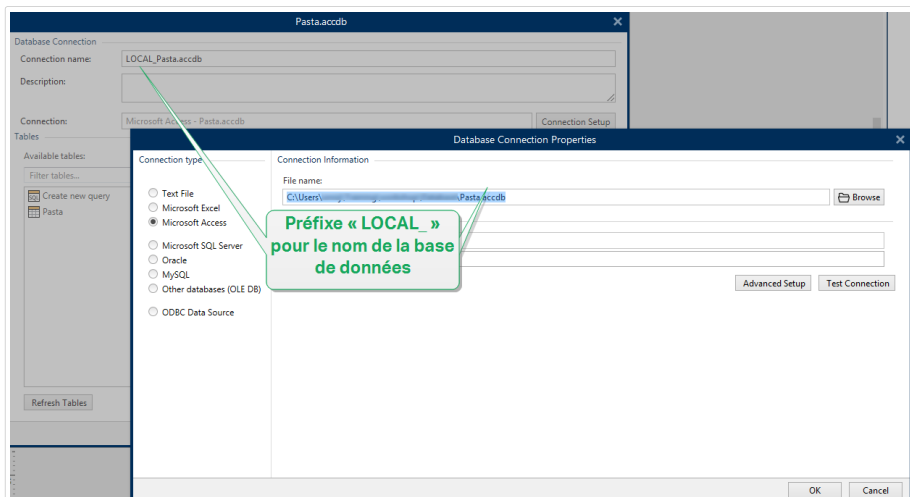 Pasta.accdb
Database Connection
Connection name:
LOCAL_Pasta.accdb
Description:
Connection:
Microsoft Access - Pasta.accdb
Connection Setup
Tables
Available tables:
Filter tables...
Create new query
Pasta
Refresh Tables
Database Connection Properties
Connection type
Text File
Microsoft Excel
Microsoft Access
Microsoft SQL Server
Oracle
MySQL
Other databases (OLE DB)
ODBC Data Source
Connection Information
File name:
C:\Users\ \Pasta.accdb
Browse
Advanced Setup
Test Connection
Préfixe « LOCAL_ »
pour le nom de la base
de données
OK
Cancel